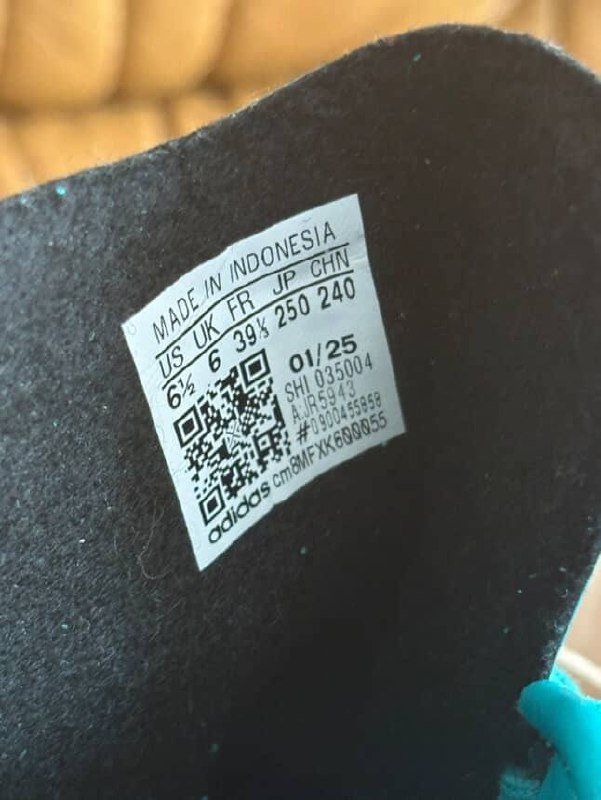 MADE IN INDONESIA
US UK FR JP CHN
6½ 6 39⅓ 250 240
01/25
SHI 035004
AJR5943
#0900455858
adidas cm8MFXK600055